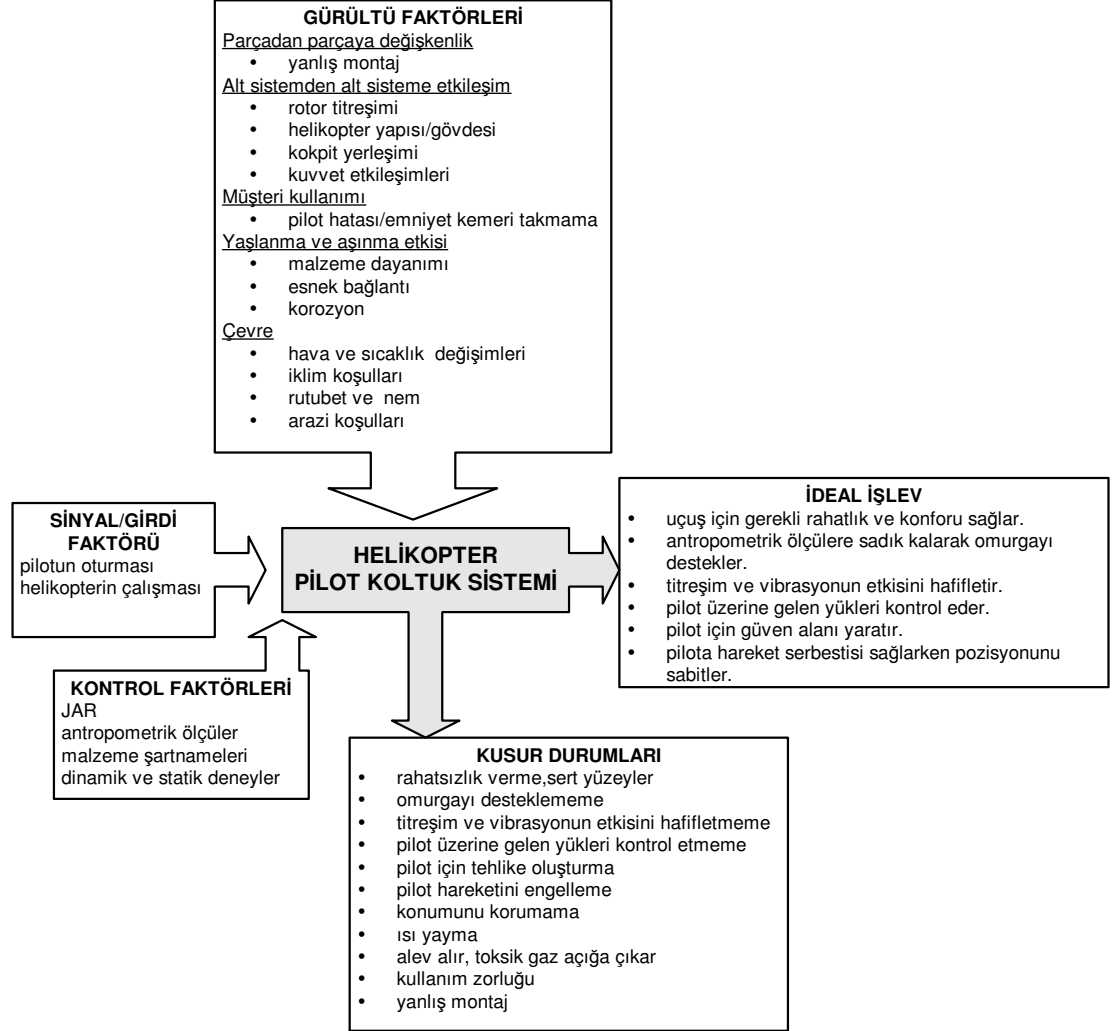 GÜRÜLTÜ FAKTÖRLERİ
Parçadan parçaya değişkenlik
• yanlış montaj
Alt sistemden alt sisteme etkileşim
• rotor titreşimi
• helikopter yapısı/gövdesi
• kokpit yerleşimi
• kuvvet etkileşimleri
Müşteri kullanımı
• pilot hatası/emniyet kemeri takmama
Yaşlanma ve aşınma etkisi
• malzeme dayanımı
• esnek bağlantı
• korozyon
Çevre
• hava ve sıcaklık değişimleri
• iklim koşulları
• rutubet ve nem
• arazi koşulları
SİNYAL/GİRDİ
FAKTÖRÜ
pilotun oturması
helikopterin çalışması
HELİKOPTER
PİLOT KOLTUK SİSTEMİ
İDEAL İŞLEV
• uçuş için gerekli rahatlık ve konforu sağlar.
• antropometrik ölçülere sadık kalarak omurgayı
destekler.
• titreşim ve vibrasyonun etkisini hafifletir.
• pilot üzerine gelen yükleri kontrol eder.
• pilot için güven alanı yaratır.
• pilota hareket serbestisi sağlarken pozisyonunu
sabitler.
KONTROL FAKTÖRLERİ
JAR
antropometrik ölçüler
malzeme şartnameleri
dinamik ve statik deneyler
KUSUR DURUMLARI
• rahatsızlık verme,sert yüzeyler
• omurgayı desteklememe
• titreşim ve vibrasyonun etkisini hafifletmeme
• pilot üzerine gelen yükleri kontrol etmeme
• pilot için tehlike oluşturma
• pilot hareketini engelleme
• konumunu korumama
• ısı yayma
• alev alır, toksik gaz açığa çıkar
• kullanım zorluğu
• yanlış montaj